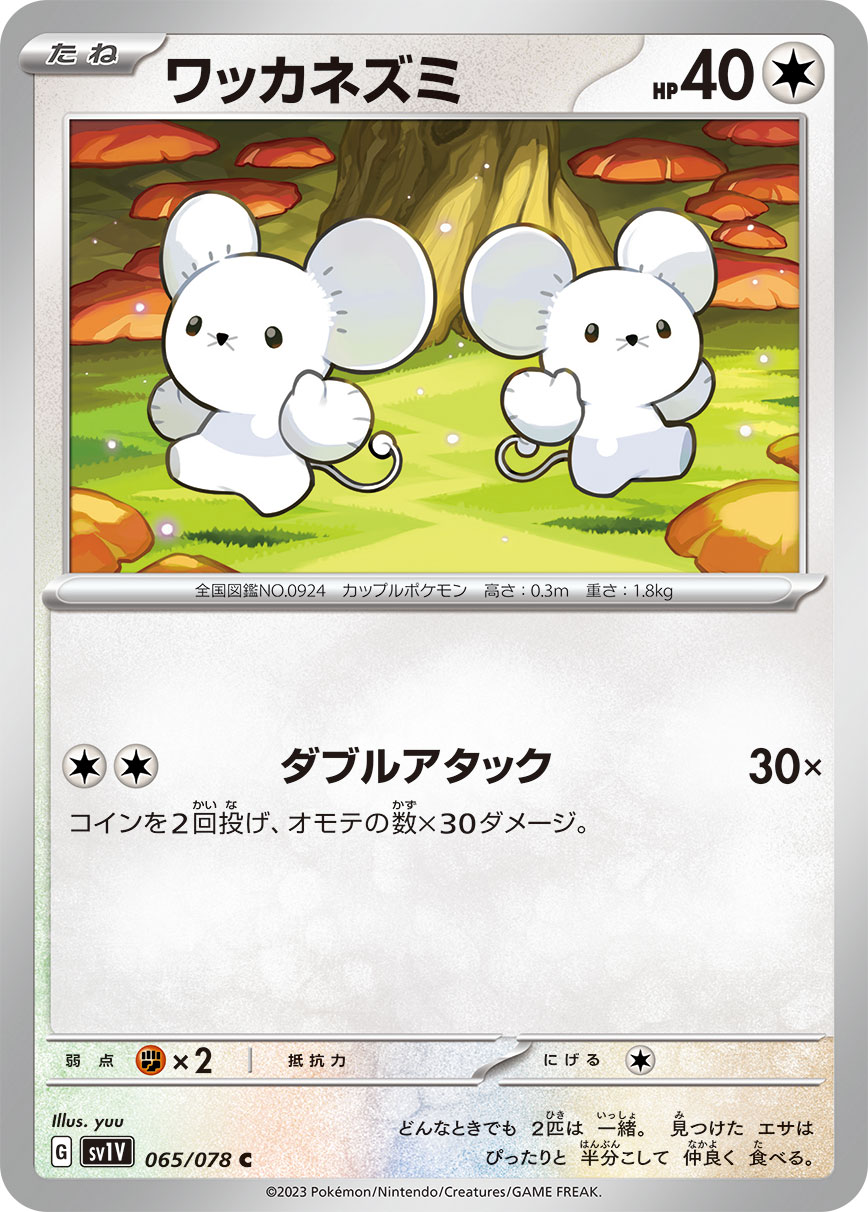 たね
ワッカネズミ
HP40
全国図鑑NO.0924 カップルポケモン 高さ:0.3m 重さ:1.8kg
ダブルアタック 30×
コインを2回投げ、オモテの数×30ダメージ。
弱点 ×2 抵抗力 にげる
Illus. yuu
どんなときでも 2匹は 一緒。 見つけた エサは
ぴったりと 半分こして 仲良く 食べる。
G sv1V 065/078 C
©2023 Pokémon/Nintendo/Creatures/GAME FREAK.